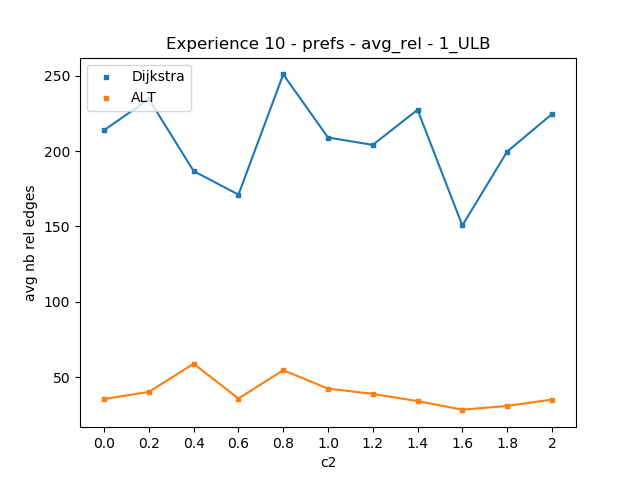 Experience 10 - prefs - avg_rel - 1_ULB
Dijkstra
ALT
avg nb rel edges
250
200
150
100
50
0.0 0.2 0.4 0.6 0.8 1.0 1.2 1.4 1.6 1.8 2
c2